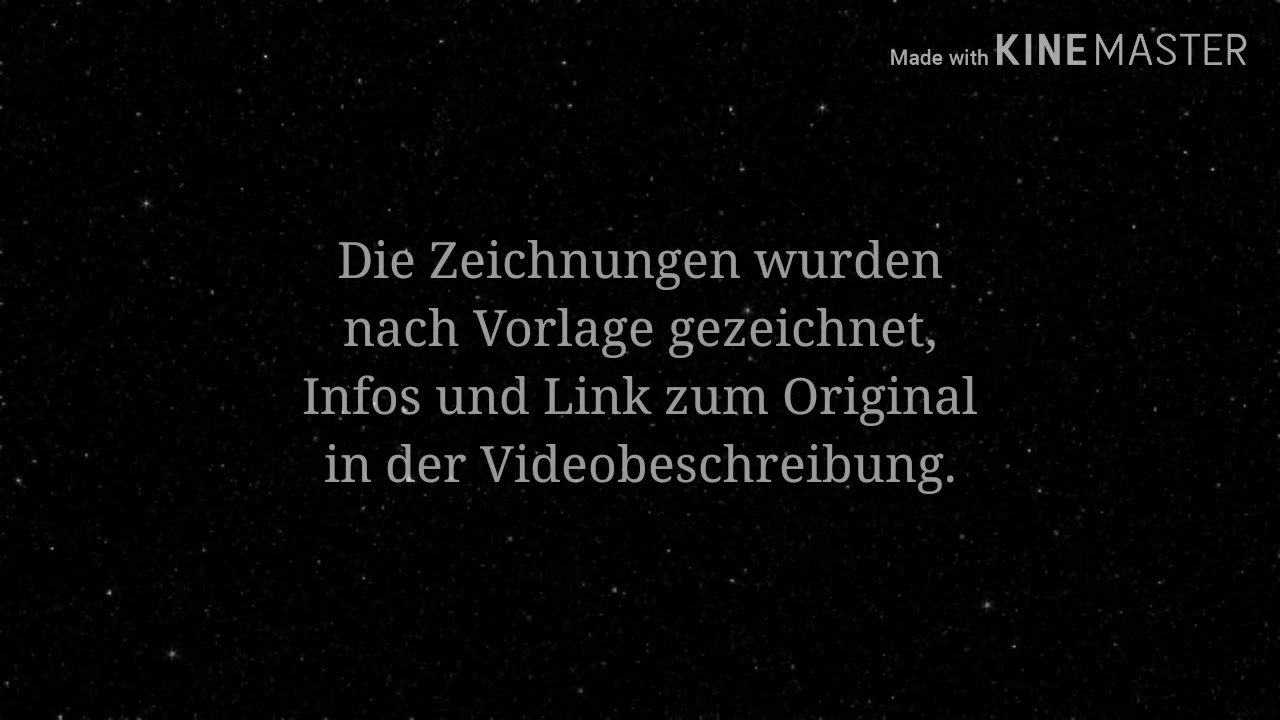 Made with KINEMASTER
Die Zeichnungen wurden
nach Vorlage gezeichnet,
Infos und Link zum Original
in der Videobeschreibung.